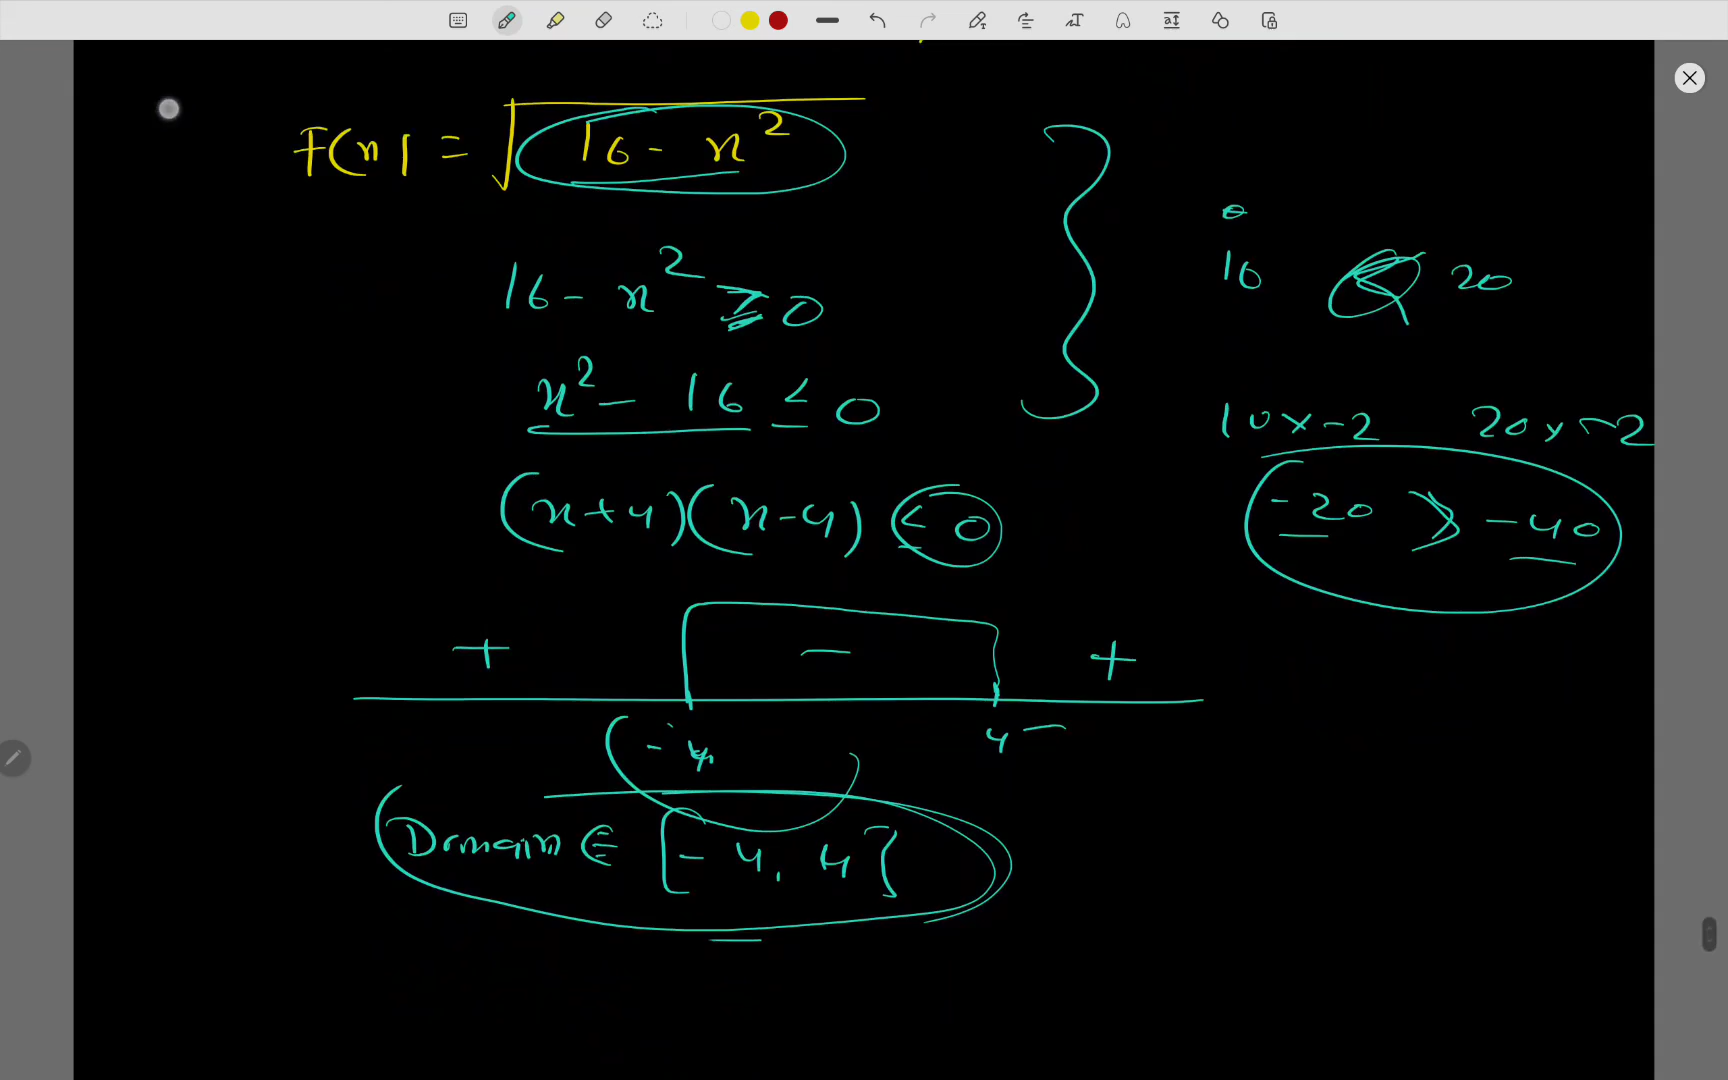 F(x) = √16 - x²
16 - x² ≥ 0
x² - 16 ≤ 0
(x+4)(x-4) ≤ 0
+ - +
-4 4
Domain ∈ [-4, 4]
10 < 20
10x-2 20x-2
-20 > -40